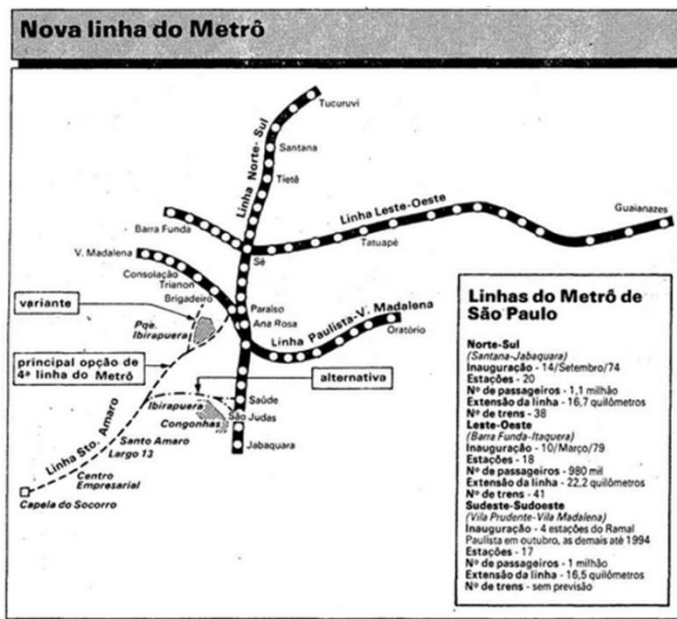 Nova linha do Metrô
Tucuruvi
Santana
Tietê
Linha Norte-Sul
Barra Funda
Linha Leste-Oeste
Guaianazes
Tatuapé
Sé
V. Madalena
Consolação
Trianon
Brigadeiro
variante
Pqe.
Ibirapuera
Paraíso
Ana Rosa
Linha Paulista-V. Madalena
Oratório
principal opção de
4ª linha do Metrô
alternativa
Ibirapuera
Saúde
São Judas
Congonhas
Jabaquara
Linha Sto. Amaro
Santo Amaro
Largo 13
Centro
Empresarial
Capela do Socorro
Linhas do Metrô de
São Paulo
Norte-Sul
(Santana-Jabaquara)
Inauguração - 14/Setembro/74
Estações - 20
Nº de passageiros - 1,1 milhão
Extensão da linha - 16,7 quilômetros
Nº de trens - 38
Leste-Oeste
(Barra Funda-Itaquera)
Inauguração - 10/Março/79
Estações - 18
Nº de passageiros - 980 mil
Extensão da linha - 22,2 quilômetros
Nº de trens - 41
Sudeste-Sudoeste
(Vila Prudente-Vila Madalena)
Inauguração - 4 estações do Ramal
Paulista em outubro, as demais até 1994
Estações - 17
Nº de passageiros - 1 milhão
Extensão da linha - 16,5 quilômetros
Nº de trens - sem previsão